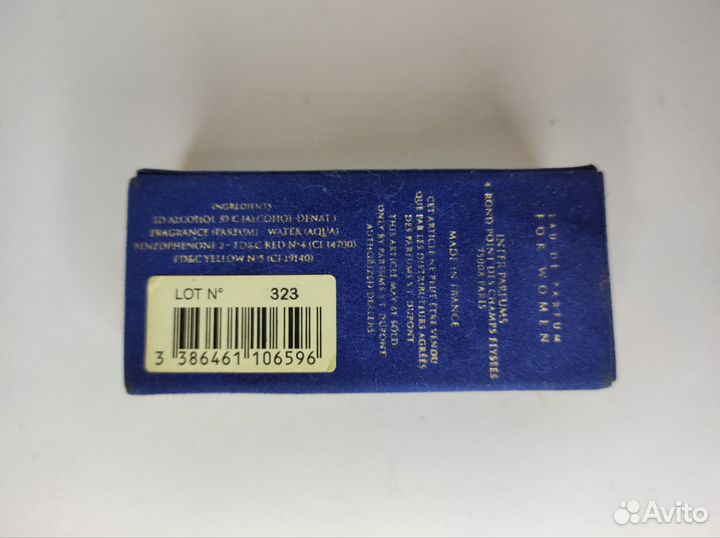 INGREDIENTS
SD ALCOHOL 39 C (ALCOHOL DENAT.)
FRAGRANCE (PARFUM) - WATER (AQUA)
BENZOPHENONE 2 - FD&C RED N°4 (CI 14700)
FD&C YELLOW N°5 (CI 19140)
LOT N° 323
3 386461 106596
EAU DE PARFUM
FOR WOMEN
INTER PARFUMS
4 ROND POINT DES CHAMPS ELYSEES
75008 PARIS
MADE IN FRANCE
CET ARTICLE NE PEUT ETRE VENDU
QUE PAR LES DISTRIBUTEURS AGREES
DES PARFUMS S.T. DUPONT
THIS ARTICLE MAY BE SOLD
ONLY BY PARFUMS S.T. DUPONT
AUTHORIZED DEALERS
Avito